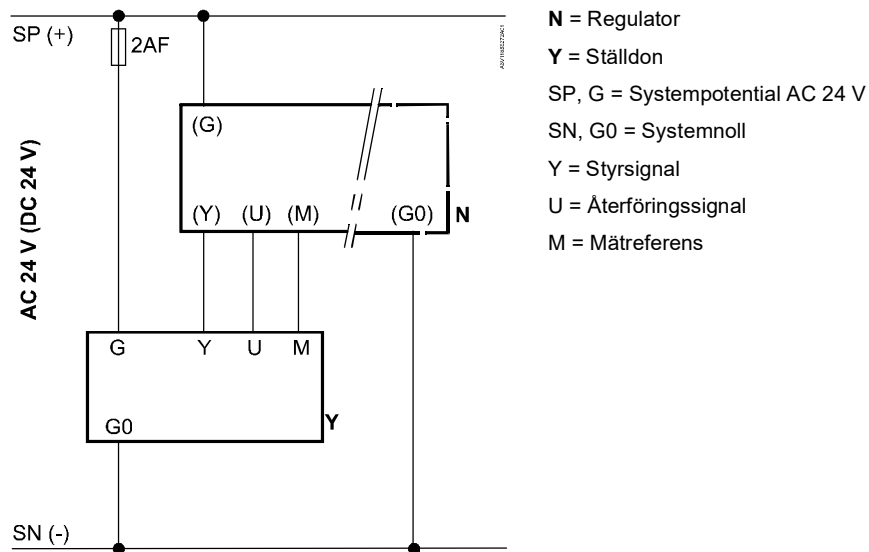 SP (+)
2AF
AC 24 V (DC 24 V)
(G)
(Y) (U) (M) (G0) N
G Y U M
G0
Y
SN (-)
N = Regulator
Y = Ställdon
SP, G = Systempotential AC 24 V
SN, G0 = Systemnoll
Y = Styrsignal
U = Återföringssignal
M = Mätreferens